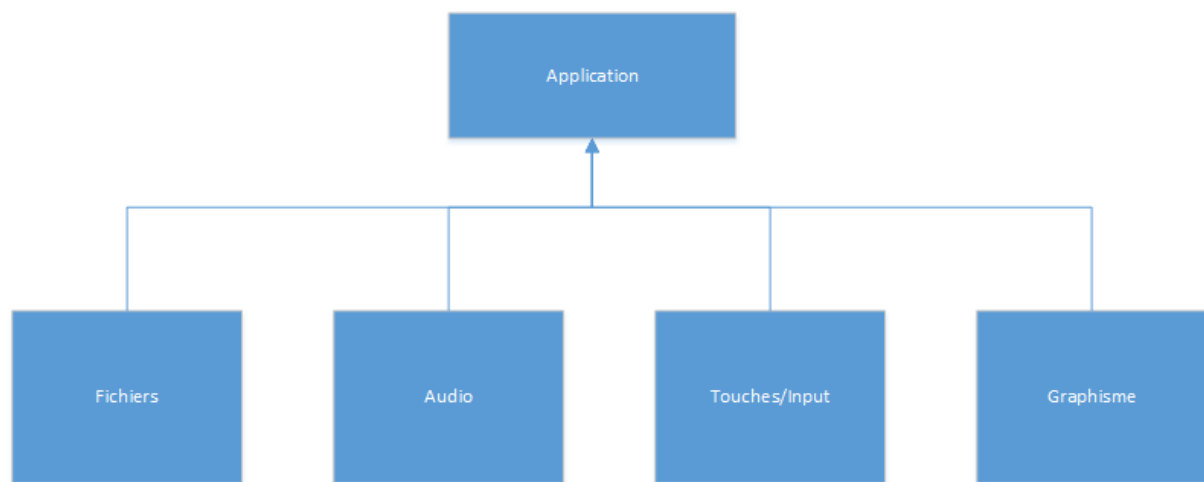 Application
Fichiers
Audio
Touches/Input
Graphisme